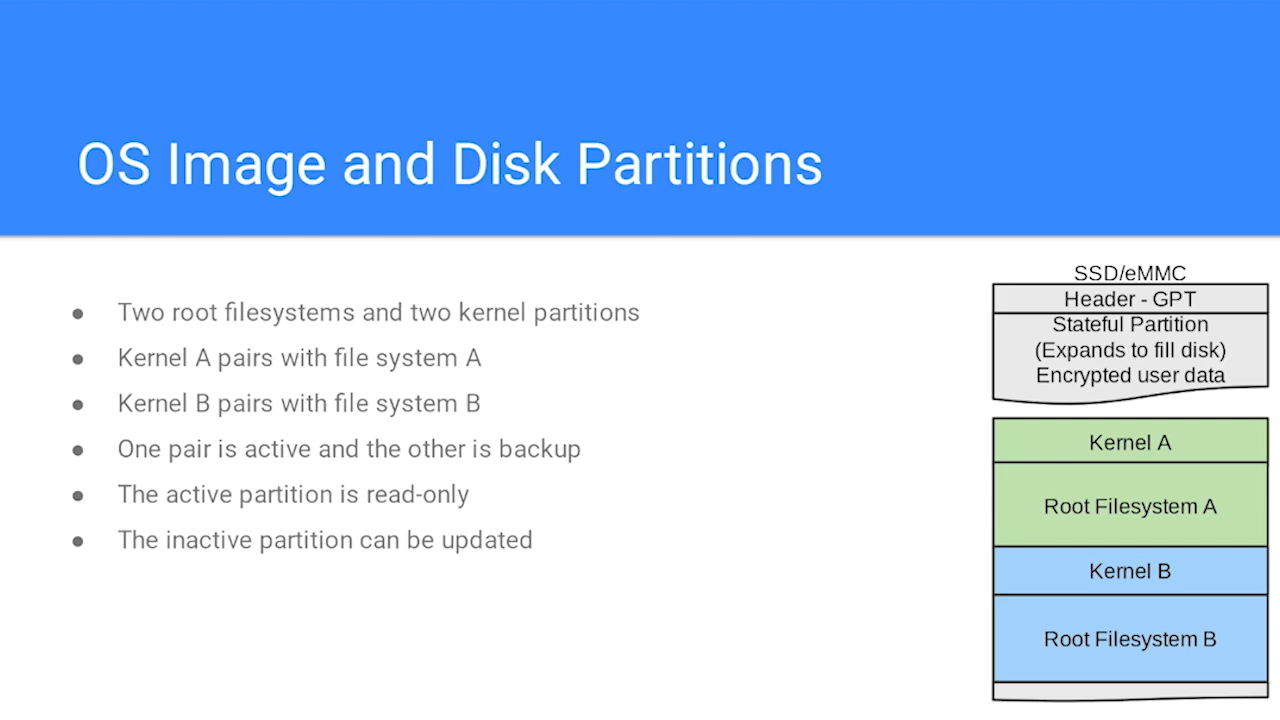 OS Image and Disk Partitions
● Two root filesystems and two kernel partitions
● Kernel A pairs with file system A
● Kernel B pairs with file system B
● One pair is active and the other is backup
● The active partition is read-only
● The inactive partition can be updated
SSD/eMMC
Header - GPT
Stateful Partition
(Expands to fill disk)
Encrypted user data
Kernel A
Root Filesystem A
Kernel B
Root Filesystem B